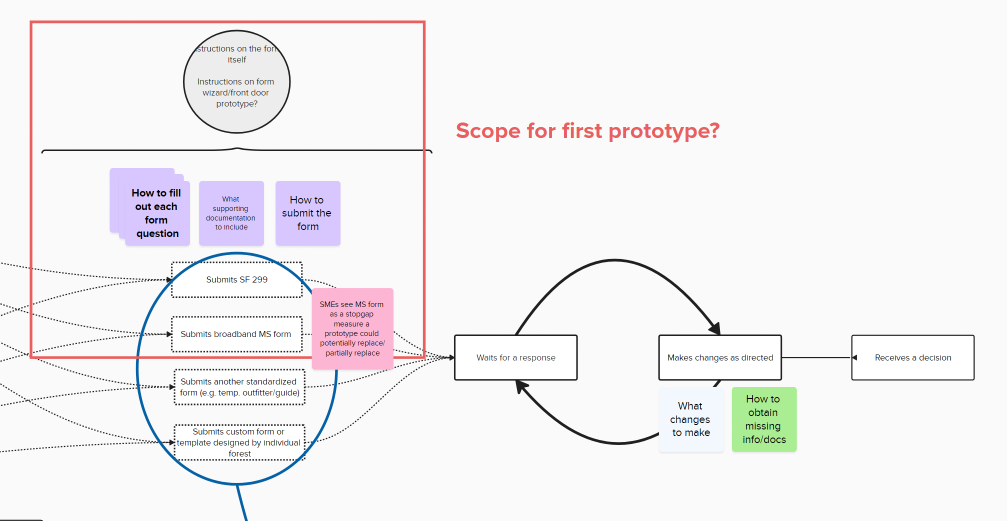 structions on the for
itself
Instructions on form
wizard/front door
prototype?
Scope for first prototype?
How to fill
out each
form
question
What
supporting
documentation
to include
How to
submit the
form
Submits SF 299
SMEs see MS form
as a stopgap
measure a
prototype could
potentially replace/
partially replace
Submits broadband MS form
Submits another standardized
form (e.g. temp. outfitter/guide)
Submits custom form or
template designed by individual
forest
Waits for a response
Makes changes as directed
Receives a decision
What
changes
to make
How to
obtain
missing
info/docs